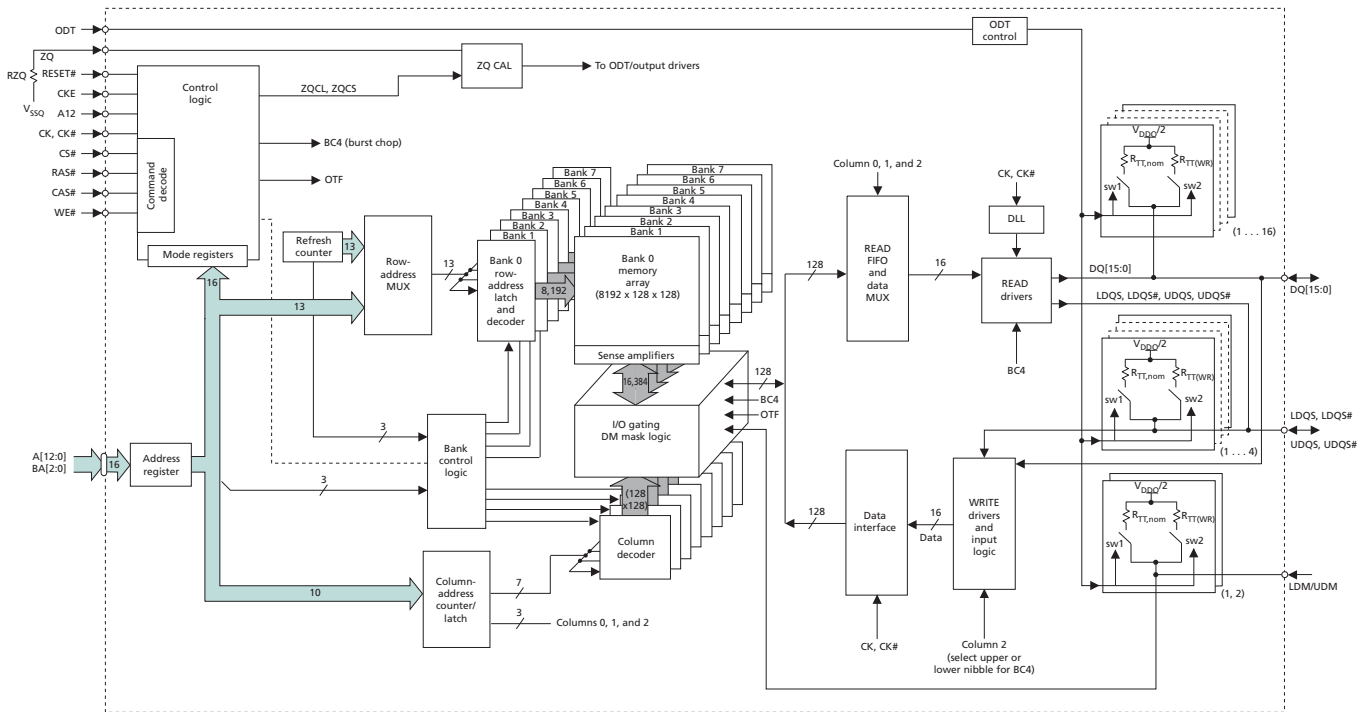 ODT
ODT
control
ZQ
RZQ
RESET#
ZQ CAL
To ODT/output drivers
Control
logic
CKE
ZQCL, ZQCS
VSSQ
A12
CK, CK#
BC4 (burst chop)
CS#
RAS#
OTF
CAS#
WE#
Command
decode
Mode registers
Refresh
counter
13
16
13
Row-
address
MUX
13
Bank 7
Bank 6
Bank 5
Bank 4
Bank 3
Bank 2
Bank 1
Bank 0
row-
address
latch
and
decoder
8,192
Bank 7
Bank 6
Bank 5
Bank 4
Bank 3
Bank 2
Bank 1
Bank 0
memory
array
(8192 x 128 x 128)
Sense amplifiers
16,384
I/O gating
DM mask logic
128
BC4
OTF
(128
x128)
Column
decoder
3
Bank
control
logic
3
A[12:0]
BA[2:0]
16
Address
register
10
Column-
address
counter/
latch
7
3
Columns 0, 1, and 2
Column 0, 1, and 2
128
READ
FIFO
and
data
MUX
16
CK, CK#
DLL
READ
drivers
BC4
DQ[15:0]
LDQS, LDQS#, UDQS, UDQS#
128
Data
interface
16
Data
WRITE
drivers
and
input
logic
CK, CK#
Column 2
(select upper or
lower nibble for BC4)
VDDQ/2
RTT,nom
RTT(WR)
sw1
sw2
(1 . . . 16)
DQ[15:0]
VDDQ/2
RTT,nom
RTT(WR)
sw1
sw2
(1 . . . 4)
LDQS, LDQS#
UDQS, UDQS#
VDDQ/2
RTT,nom
RTT(WR)
sw1
sw2
(1, 2)
LDM/UDM